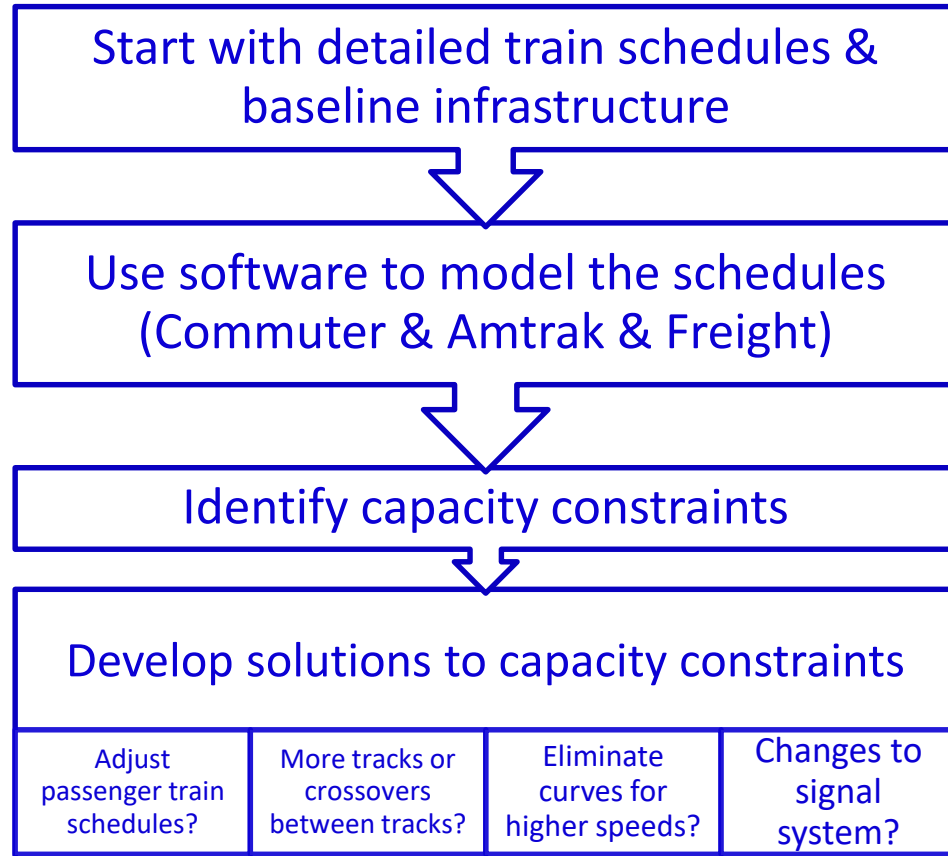 Start with detailed train schedules &
baseline infrastructure
Use software to model the schedules
(Commuter & Amtrak & Freight)
Identify capacity constraints
Develop solutions to capacity constraints
Adjust
passenger train
schedules?
More tracks or
crossovers
between tracks?
Eliminate
curves for
higher speeds?
Changes to
signal
system?